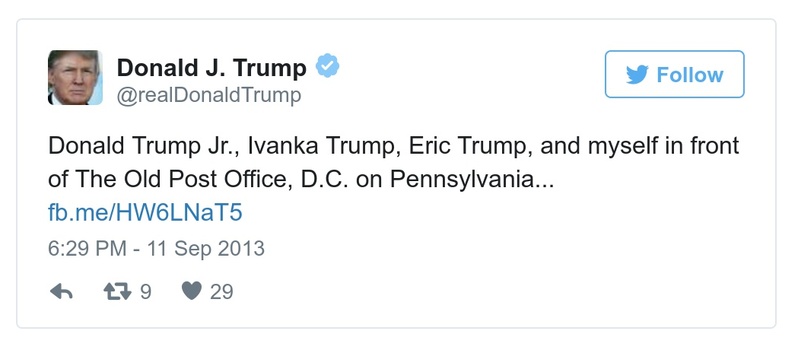 Donald J. Trump
@realDonaldTrump
Follow
Donald Trump Jr., Ivanka Trump, Eric Trump, and myself in front
of The Old Post Office, D.C. on Pennsylvania...
fb.me/HW6LNaT5
6:29 PM - 11 Sep 2013
9 29